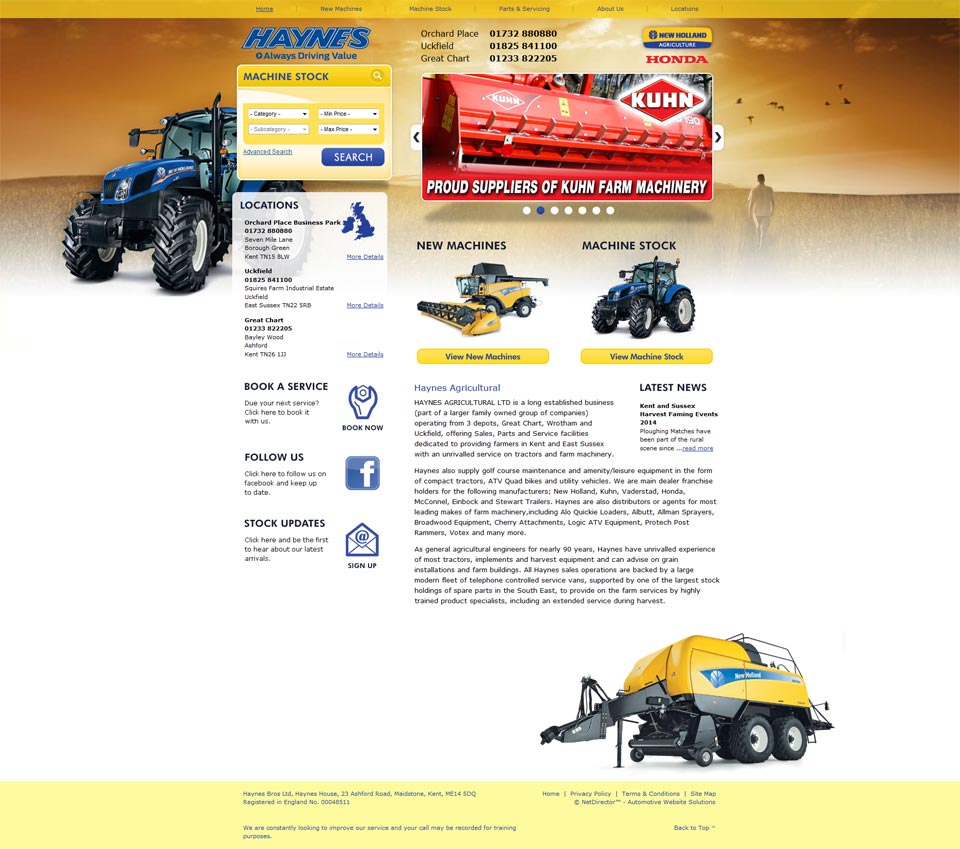 Home | New Machines | Machine Stock | Parts & Servicing | About Us | Locations
HAYNES
Always Driving Value
Orchard Place 01732 880880
Uckfield 01825 841100
Great Chart 01233 822205
NEW HOLLAND
AGRICULTURE
HONDA
MACHINE STOCK
- Category -
- Min Price -
- Subcategory -
- Max Price -
Advanced Search
SEARCH
NEW HOLLAND
KUHN
KUHN
190
PROUD SUPPLIERS OF KUHN FARM MACHINERY
LOCATIONS
Orchard Place Business Park
01732 880880
Seven Mile Lane
Borough Green
Kent TN15 8LW
More Details
Uckfield
01825 841100
Squires Farm Industrial Estate
Uckfield
East Sussex TN22 5RB
More Details
Great Chart
01233 822205
Bayley Wood
Ashford
Kent TN26 1JJ
More Details
NEW MACHINES
View New Machines
MACHINE STOCK
View Machine Stock
BOOK A SERVICE
Due your next service?
Click here to book it
with us.
BOOK NOW
FOLLOW US
Click here to follow us on
facebook and keep up
to date.
f
STOCK UPDATES
Click here and be the first
to hear about our latest
arrivals.
@
SIGN UP
Haynes Agricultural
HAYNES AGRICULTURAL LTD is a long established business
(part of a larger family owned group of companies)
operating from 3 depots, Great Chart, Wrotham and
Uckfield, offering Sales, Parts and Service facilities
dedicated to providing farmers in Kent and East Sussex
with an unrivalled service on tractors and farm machinery.
LATEST NEWS
Kent and Sussex
Harvest Faming Events
2014
Ploughing Matches have
been part of the rural
scene since ...read more
Haynes also supply golf course maintenance and amenity/leisure equipment in the form
of compact tractors, ATV Quad bikes and utility vehicles. We are main dealer franchise
holders for the following manufacturers; New Holland, Kuhn, Vaderstad, Honda,
McConnel, Einbock and Stewart Trailers. Haynes are also distributors or agents for most
leading makes of farm machinery,including Alo Quickie Loaders, Albutt, Allman Sprayers,
Broadwood Equipment, Cherry Attachments, Logic ATV Equipment, Protech Post
Rammers, Votex and many more.
As general agricultural engineers for nearly 90 years, Haynes have unrivalled experience
of most tractors, implements and harvest equipment and can advise on grain
installations and farm buildings. All Haynes sales operations are backed by a large
modern fleet of telephone controlled service vans, supported by one of the largest stock
holdings of spare parts in the South East, to provide on the farm services by highly
trained product specialists, including an extended service during harvest.
New Holland
Haynes Bros Ltd, Haynes House, 23 Ashford Road, Maidstone, Kent, ME14 5DQ
Registered in England No. 00048511
Home | Privacy Policy | Terms & Conditions | Site Map
© NetDirector™ - Automotive Website Solutions
We are constantly looking to improve our service and your call may be recorded for training
purposes.
Back to Top ^